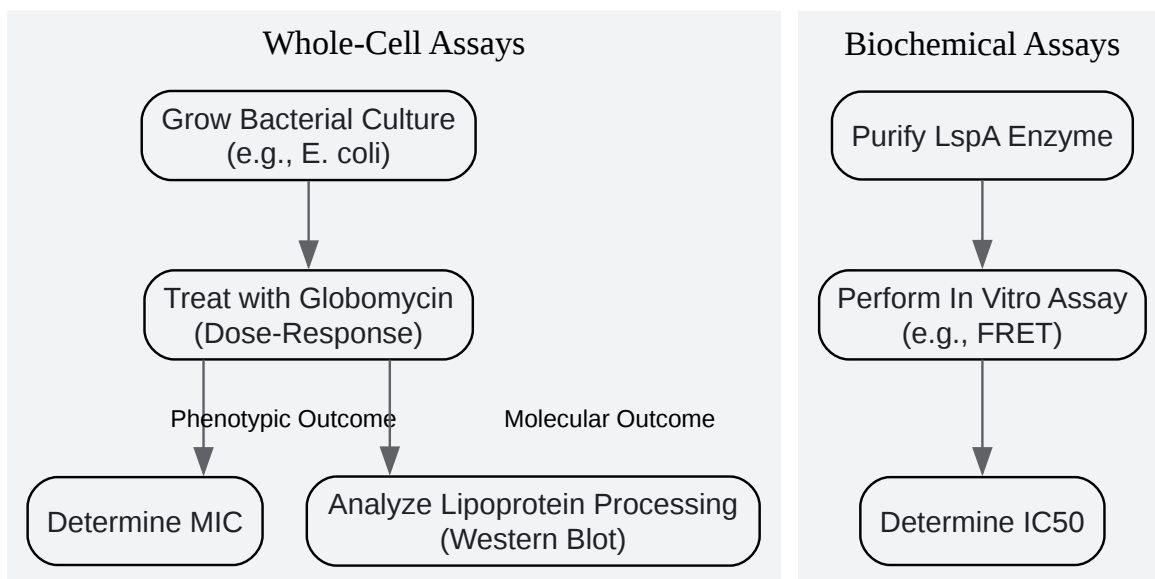 Whole-Cell Assays
Grow Bacterial Culture
(e.g., E. coli)
Treat with Globomycin
(Dose-Response)
Phenotypic Outcome
Molecular Outcome
Determine MIC
Analyze Lipoprotein Processing
(Western Blot)
Biochemical Assays
Purify LspA Enzyme
Perform In Vitro Assay
(e.g., FRET)
Determine IC50